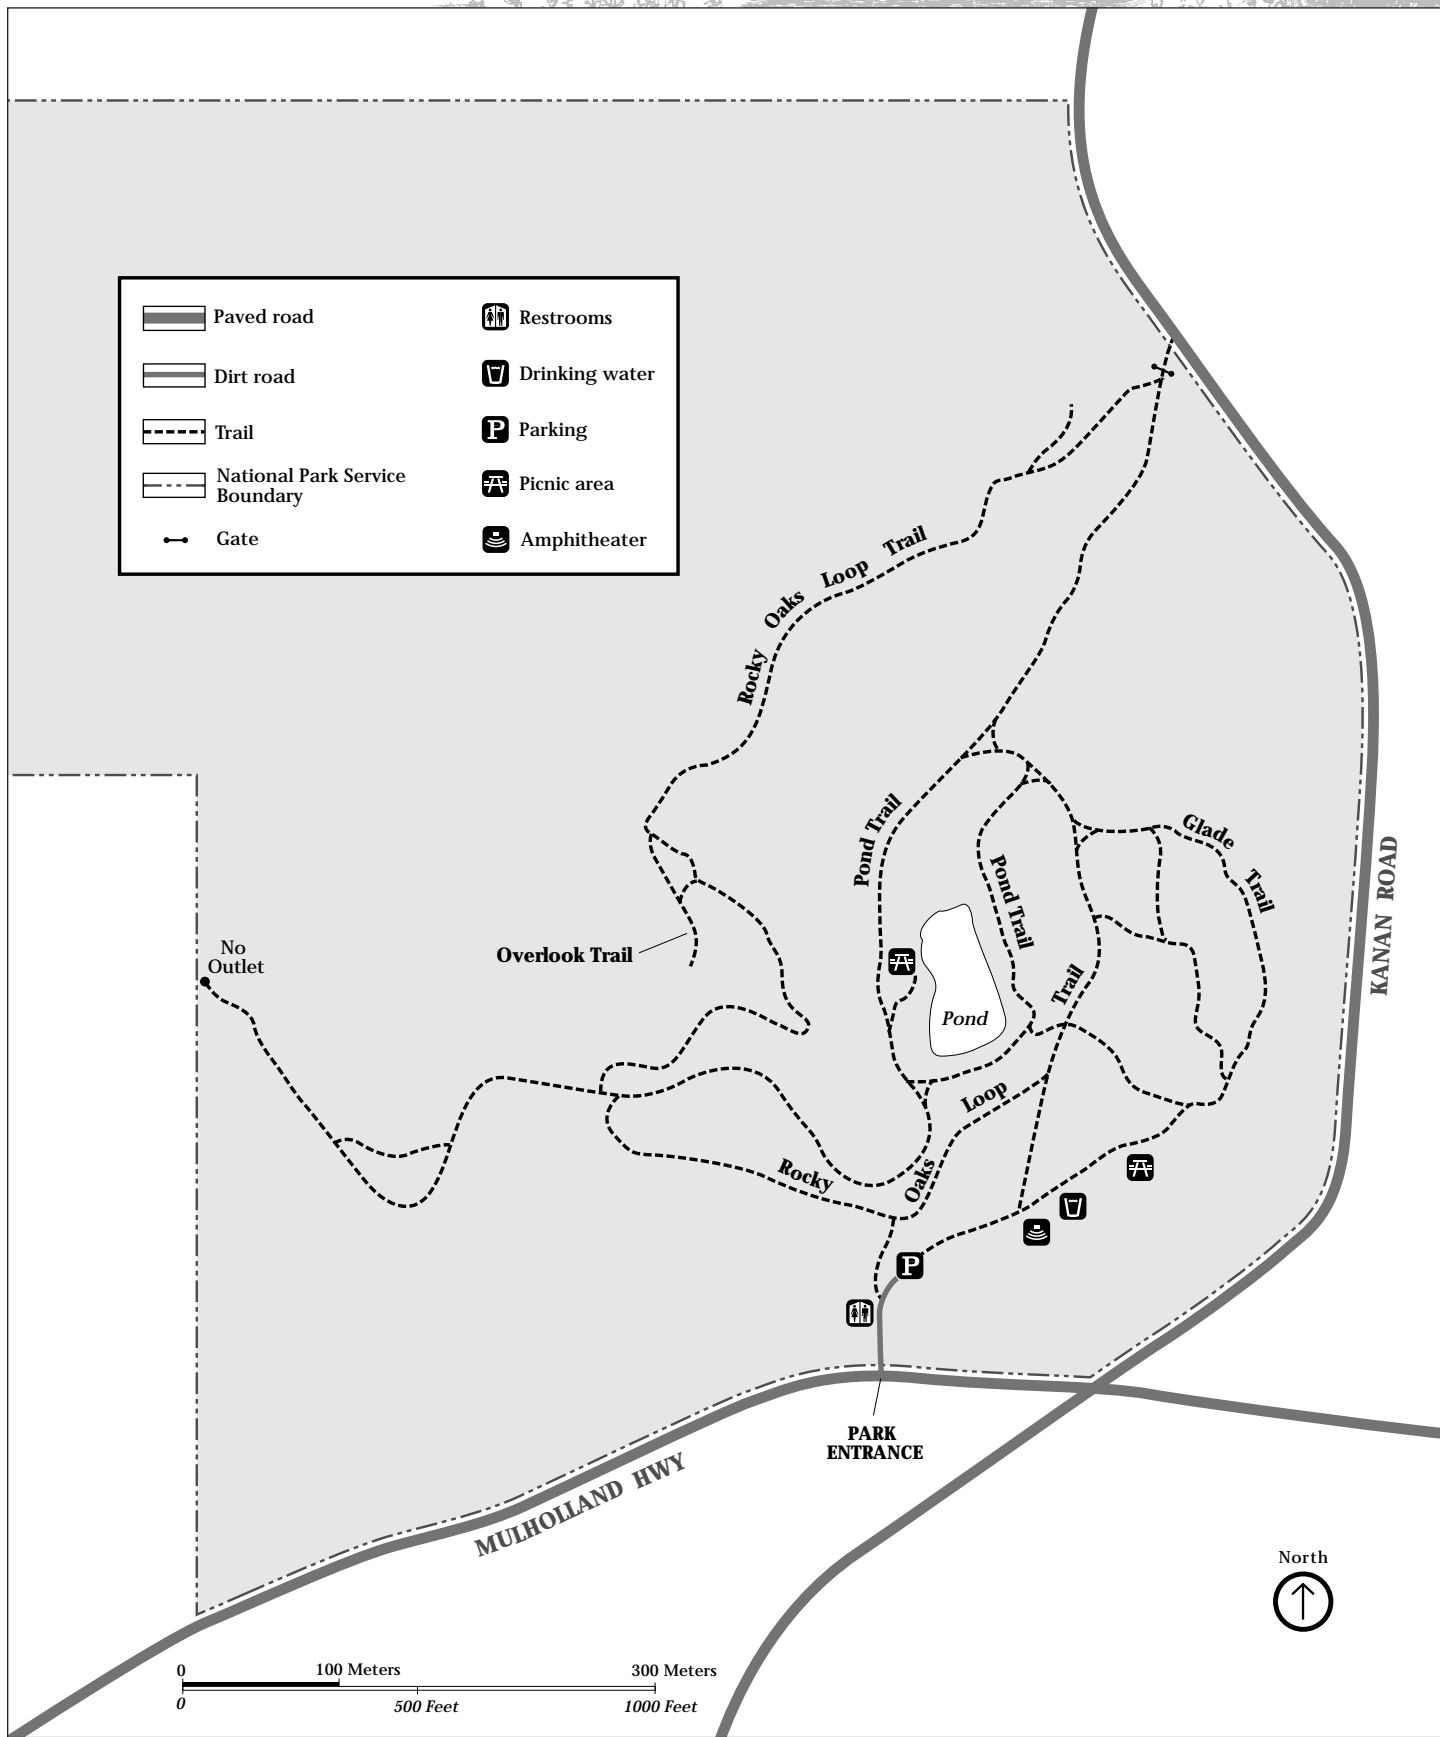 Paved road
Dirt road
Trail
National Park Service
Boundary
Gate
Restrooms
Drinking water
P
Parking
Picnic area
Amphitheater
Rocky Oaks Loop Trail
Pond Trail
Glade Trail
Pond Trail
KANAN ROAD
Overlook Trail
No
Outlet
Pond
Rocky Oaks Loop Trail
P
PARK
ENTRANCE
MULHOLLAND HWY
North
0 100 Meters 300 Meters
0 500 Feet 1000 Feet